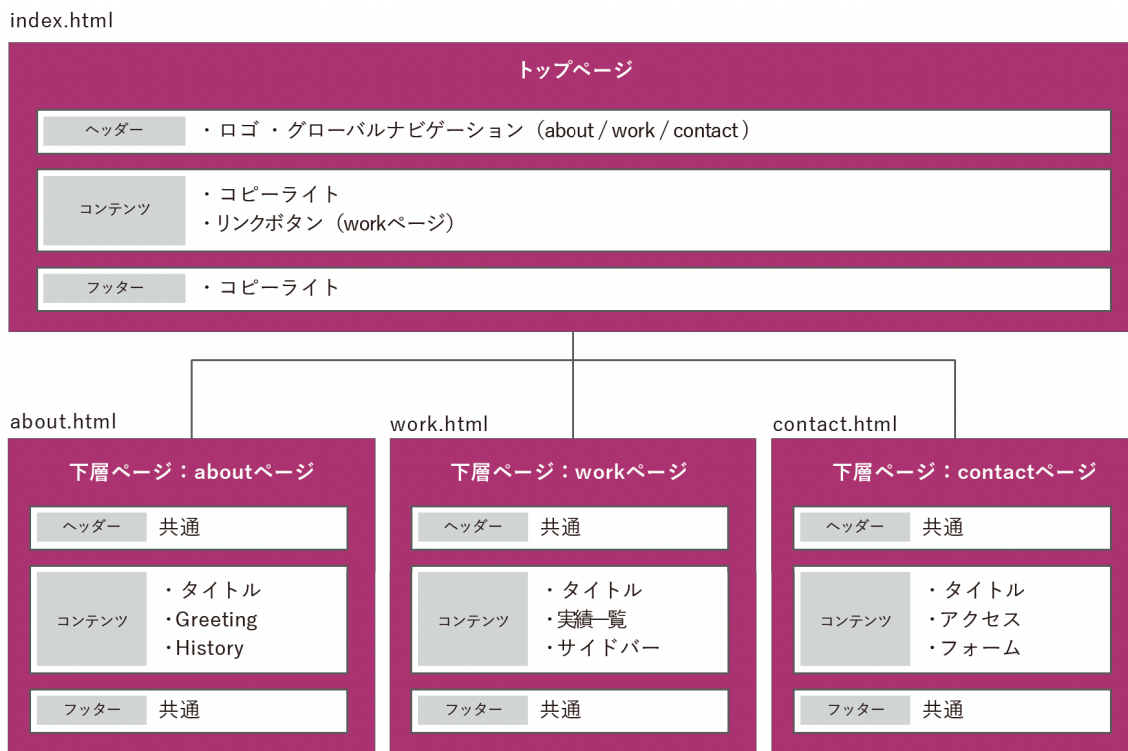 index.html
トップページ
ヘッダー ・ロゴ ・グローバルナビゲーション（about / work / contact）
コンテンツ
・コピーライト
・リンクボタン（workページ）
フッター ・コピーライト
about.html
下層ページ：aboutページ
ヘッダー 共通
コンテンツ
・タイトル
・Greeting
・History
フッター 共通
work.html
下層ページ：workページ
ヘッダー 共通
コンテンツ
・タイトル
・実績一覧
・サイドバー
フッター 共通
contact.html
下層ページ：contactページ
ヘッダー 共通
コンテンツ
・タイトル
・アクセス
・フォーム
フッター 共通